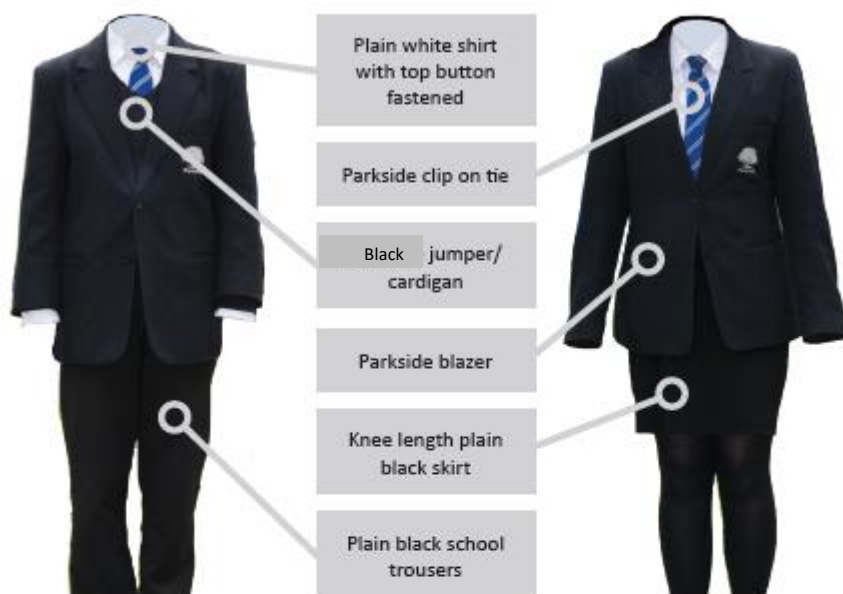 Plain white shirt
with top button
fastened
Parkside clip on tie
Black jumper/
cardigan
Parkside blazer
Knee length plain
black skirt
Plain black school
trousers